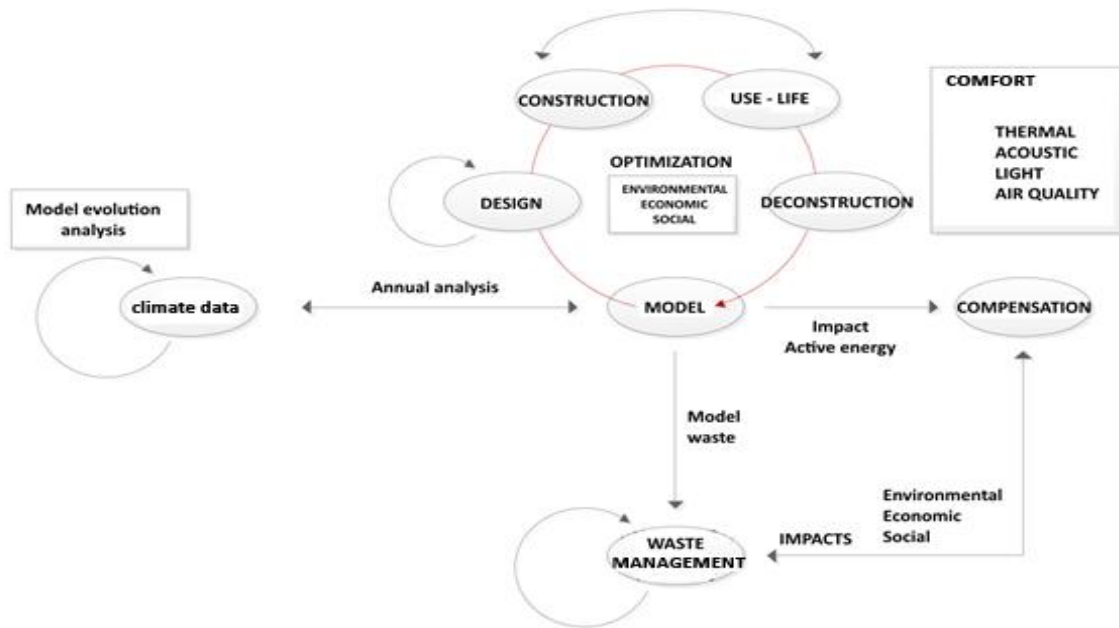 CONSTRUCTION
USE - LIFE
COMFORT
THERMAL
ACOUSTIC
LIGHT
AIR QUALITY
OPTIMIZATION
ENVIRONMENTAL
ECONOMIC
SOCIAL
DESIGN
DECONSTRUCTION
Model evolution
analysis
climate data
Annual analysis
MODEL
COMPENSATION
Impact
Active energy
Model
waste
Environmental
Economic
Social
IMPACTS
WASTE
MANAGEMENT